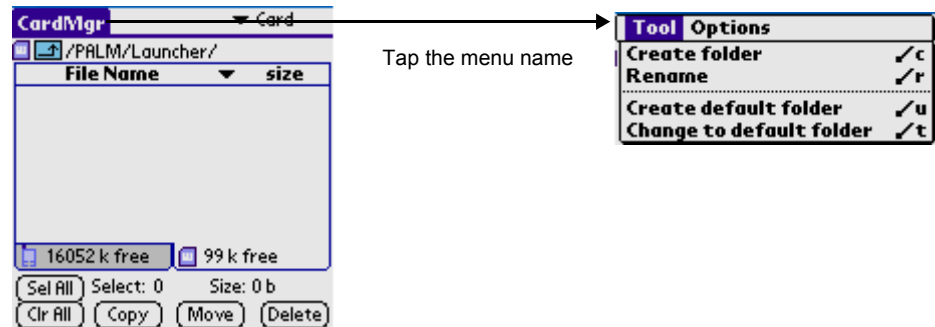 CardMgr Card
/PALM/Launcher/
File Name size
16052 k free 99 k free
Sel All Select: 0 Size: 0 b
Clr All Copy Move Delete
Tap the menu name
Tool Options
Create folder /c
Rename /r
Create default folder /u
Change to default folder /t